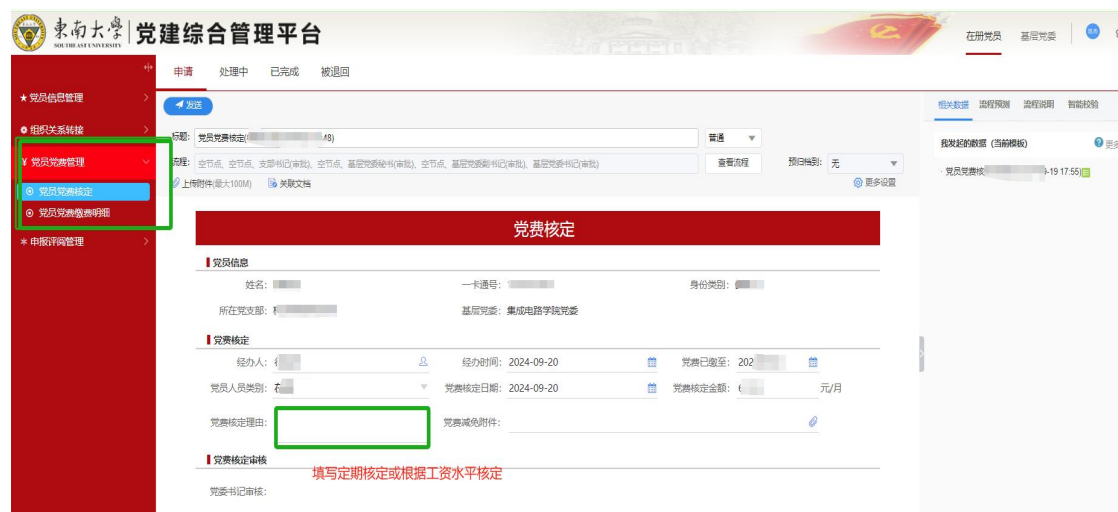 東南大學 党建综合管理平台
SOUTHEAST UNIVERSITY
在册党员 基层党委
申请 处理中 已完成 被退回
★ 党员信息管理
组织关系转接
¥ 党员党费管理
党员党费核定
党员党费缴费明细
申报评阅管理
发送
标题: 党员党费核定( 48)
普通
流程: 空节点、空节点、支部书记(审批)、空节点、基层党委秘书(审批)、空节点、基层党委副书记(审批)、基层党委书记(审批)
查看流程 预归档到: 无
上传附件(最大100M) 关联文档
更多设置
相关数据 流程预测 流程说明 智能校验
我发起的数据 (当前模板)
· 党员党费核 -19 17:55)
党费核定
党员信息
姓名: 一卡通号: 身份类别:
所在党支部: 基层党委: 集成电路学院党委
党费核定
经办人: 经办时间: 2024-09-20 党费已缴至: 202
党员人员类别: 在 党费核定日期: 2024-09-20 党费核定金额: 元/月
党费核定理由: 党费减免附件:
党费核定审核
填写定期核定或根据工资水平核定
党委书记审核: